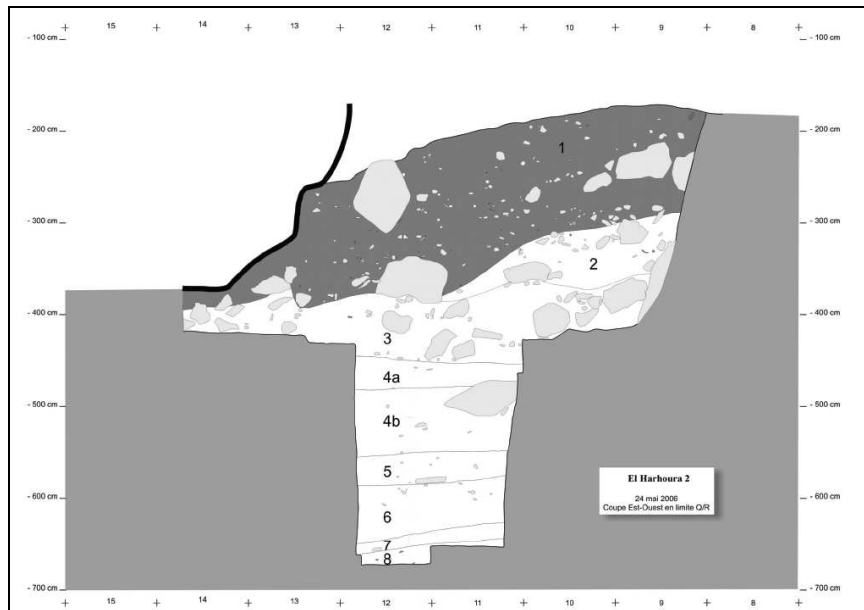 15 + 14 + 13 + 12 + 11 + 10 + 9 + 8
- 100 cm - 100 cm
- 200 cm - 200 cm
1
- 300 cm - 300 cm
2
- 400 cm - 400 cm
3
4a
4b
- 500 cm - 500 cm
5
6
- 600 cm - 600 cm
7
8
- 700 cm - 700 cm
El Harhoura 2
24 mai 2006
Coupe Est-Ouest en limite Q/R
+ 15 + 14 + 13 + 12 + 11 + 10 + 9 + 8 +